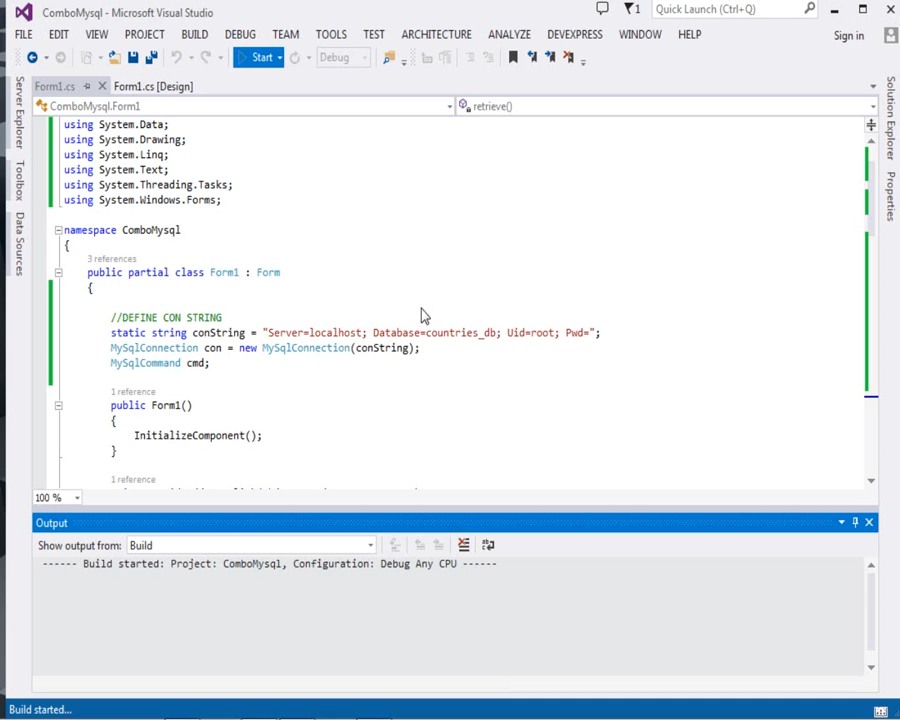 ComboMysql - Microsoft Visual Studio
1
Quick Launch (Ctrl+Q)
FILE EDIT VIEW PROJECT BUILD DEBUG TEAM TOOLS TEST ARCHITECTURE ANALYZE DEVEXPRESS WINDOW HELP
Sign in
Start Debug
Form1.cs Form1.cs [Design]
ComboMysql.Form1 retrieve()
Server Explorer
Toolbox
Data Sources
Solution Explorer
Properties
using System.Data;
using System.Drawing;
using System.Linq;
using System.Text;
using System.Threading.Tasks;
using System.Windows.Forms;
namespace ComboMysql
{
3 references
public partial class Form1 : Form
{
//DEFINE CON STRING
static string conString = "Server=localhost; Database=countries_db; Uid=root; Pwd=";
MySqlConnection con = new MySqlConnection(conString);
MySqlCommand cmd;
1 reference
public Form1()
{
InitializeComponent();
}
1 reference
100 %
Output
Show output from: Build
------ Build started: Project: ComboMysql, Configuration: Debug Any CPU ------
Build started...